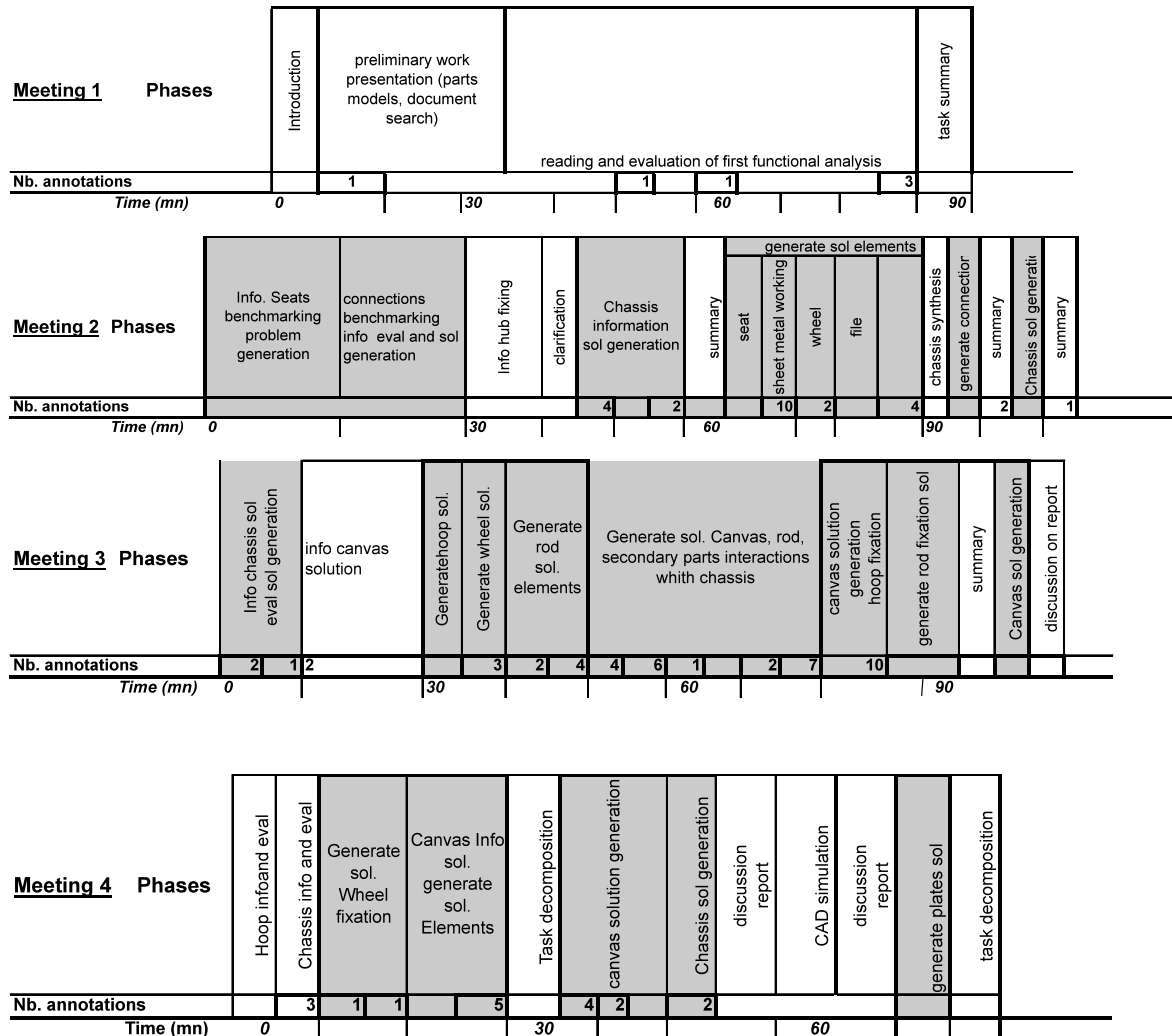 Meeting 1 Phases
Introduction
preliminary work
presentation (parts
models, document
search)
reading and evaluation of first functional analysis
task summary
Nb. annotations 1 1 1 3
Time (mn) 0 30 60 90
Meeting 2 Phases
Info. Seats
benchmarking
problem
generation
connections
benchmarking
info eval and sol
generation
Info hub fixing
clarification
Chassis
information
sol generation
summary
generate sol elements
seat
sheet metal working
wheel
file
chassis synthesis
generate connection
summary
Chassis sol generati
summary
Nb. annotations 4 2 10 2 4 2 1
Time (mn) 0 30 60 90
Meeting 3 Phases
Info chassis sol
eval sol generation
info canvas
solution
Generatehoop sol.
Generate wheel sol.
Generate
rod
sol.
elements
Generate sol. Canvas, rod,
secondary parts interactions
whith chassis
canvas solution
generation
hoop fixation
generate rod fixation sol
summary
Canvas sol generation
discussion on report
Nb. annotations 2 1 2 3 2 4 4 6 1 2 7 10
Time (mn) 0 30 60 90
Meeting 4 Phases
Hoop infoand eval
Chassis info and eval
Generate
sol.
Wheel
fixation
Canvas Info
sol.
generate
sol.
Elements
Task decomposition
canvas solution generation
Chassis sol generation
discussion
report
CAD simulation
discussion
report
generate plates sol
task decomposition
Nb. annotations 3 1 1 5 4 2 2
Time (mn) 0 30 60